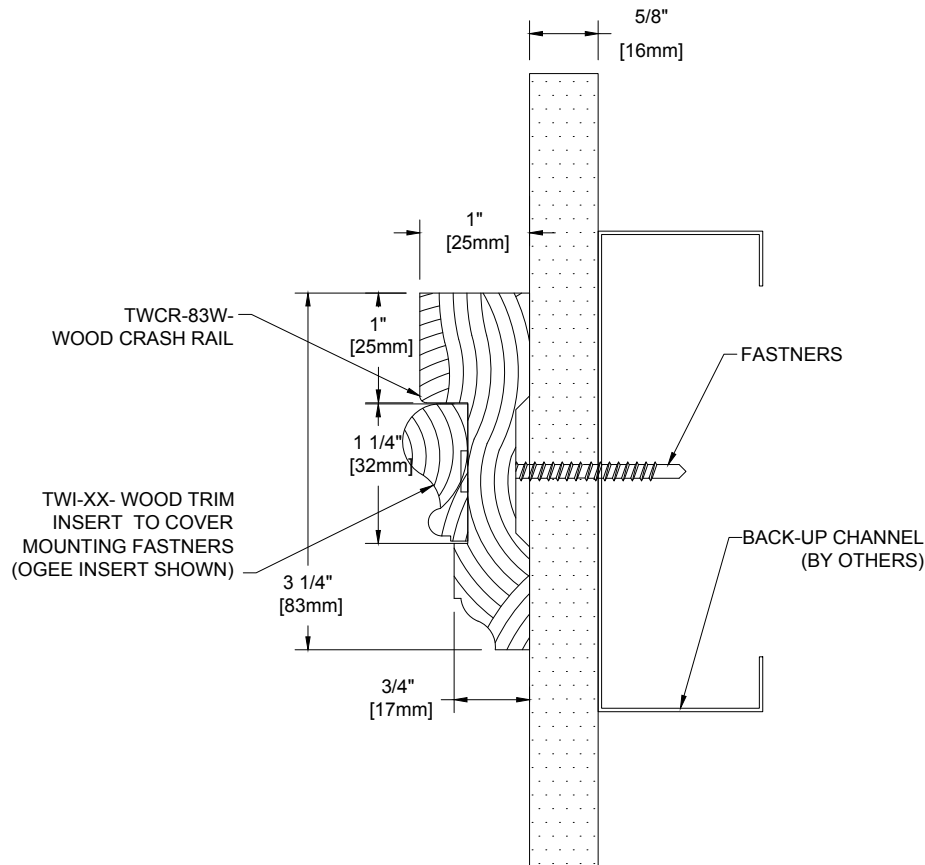 5/8"
[16mm]
1"
[25mm]
TWCR-83W-
WOOD CRASH RAIL
1"
[25mm]
FASTNERS
1 1/4"
[32mm]
TWI-XX- WOOD TRIM
INSERT TO COVER
MOUNTING FASTNERS
(OGEE INSERT SHOWN)
BACK-UP CHANNEL
(BY OTHERS)
3 1/4"
[83mm]
3/4"
[17mm]